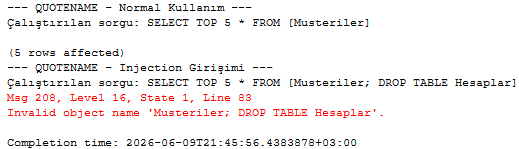 --- QUOTENAME - Normal Kullanım ---
Çalıştırılan sorgu: SELECT TOP 5 * FROM [Musteriler]
(5 rows affected)
--- QUOTENAME - Injection Girişimi ---
Çalıştırılan sorgu: SELECT TOP 5 * FROM [Musteriler; DROP TABLE Hesaplar]
Msg 208, Level 16, State 1, Line 83
Invalid object name 'Musteriler; DROP TABLE Hesaplar'.
Completion time: 2026-06-09T21:45:56.4383878+03:00